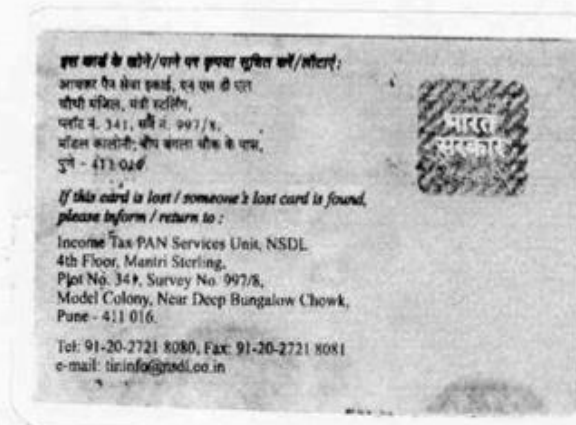 इस कार्ड के खोने/पाने पर कृपया सूचित करें/लौटाएं:
आयकर पैन सेवा इकाई, एन एस डी एल
चौथी मंजिल, मंत्री स्टर्लिंग,
प्लॉट नं. 341, सर्वे नं. 997/8,
मॉडल कालोनी, दीप बंगला चौक के पास,
पुणे - 411 016.
If this card is lost / someone's lost card is found,
please inform / return to :
Income Tax PAN Services Unit, NSDL
4th Floor, Mantri Sterling,
Plot No. 341, Survey No. 997/8,
Model Colony, Near Deep Bungalow Chowk,
Pune - 411 016.
Tel: 91-20-2721 8080, Fax: 91-20-2721 8081
e-mail: tininfo@nsdl.co.in
भारत
सरकार